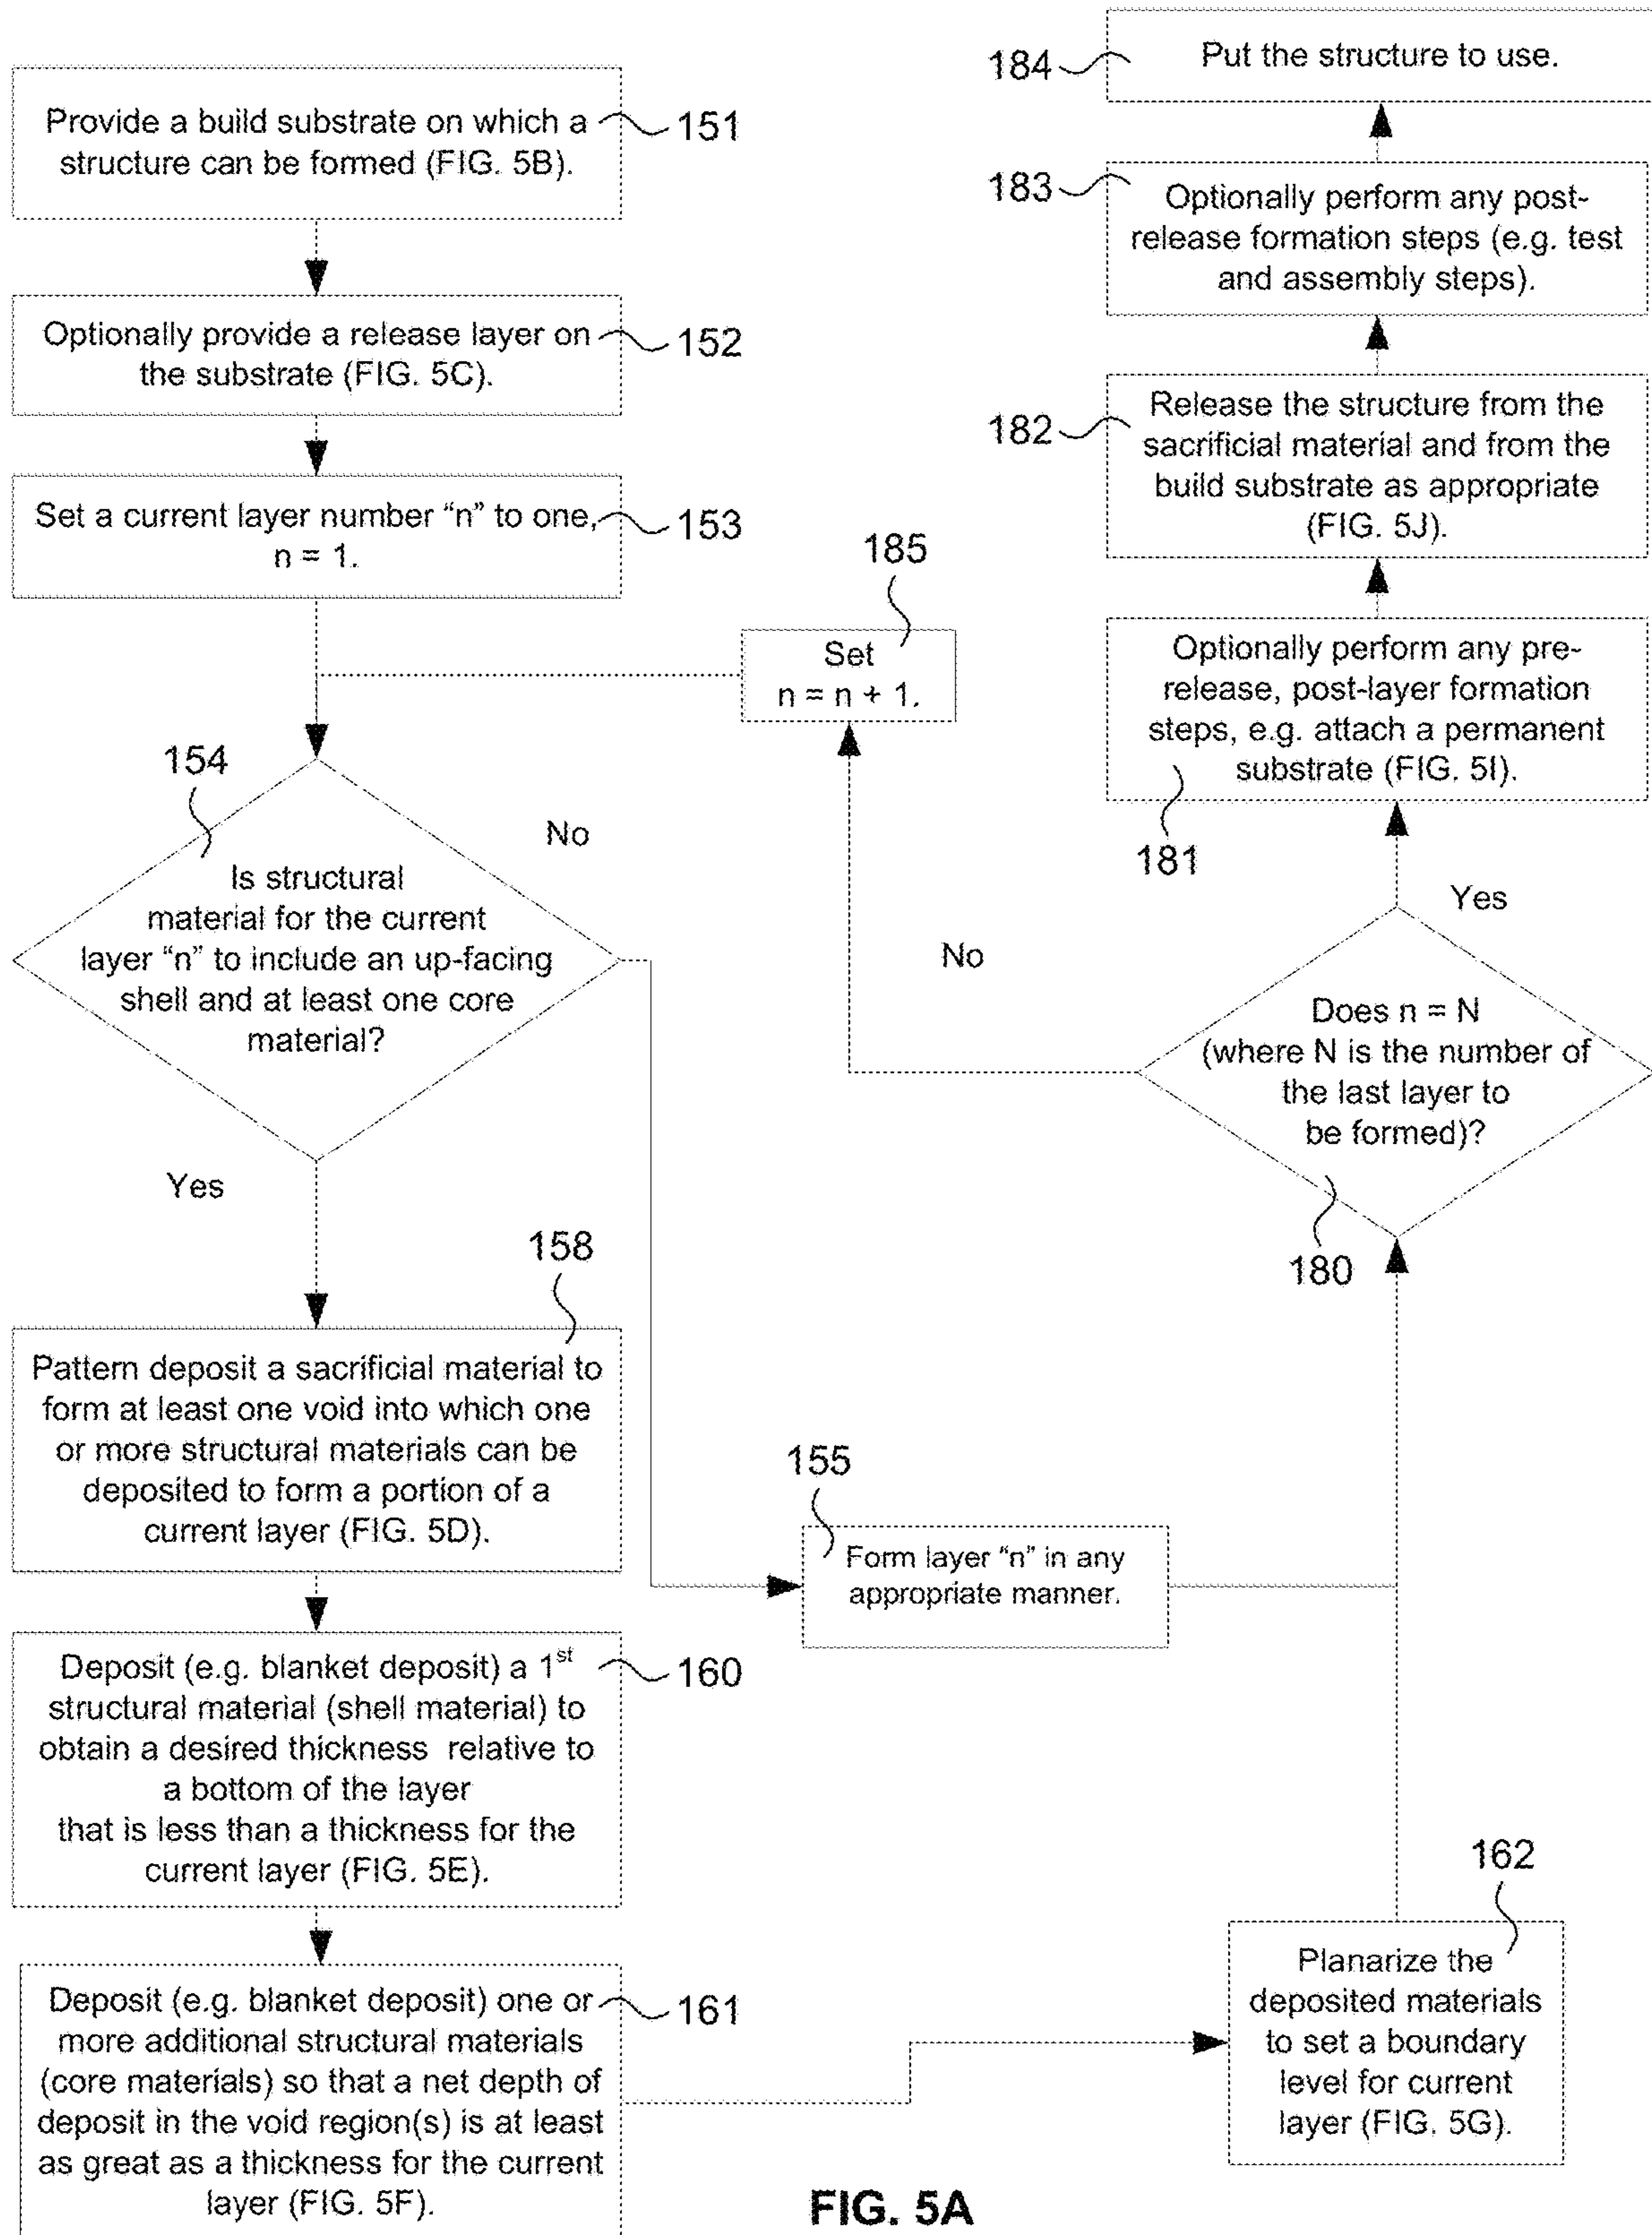 Provide a build substrate on which a
structure can be formed (FIG. 5B).
151
Optionally provide a release layer on
the substrate (FIG. 5C).
152
Set a current layer number “n” to one,
n = 1.
153
185
Set
n = n + 1.
154
No
Is structural
material for the current
layer “n” to include an up-facing
shell and at least one core
material?
Yes
158
Pattern deposit a sacrificial material to
form at least one void into which one
or more structural materials can be
deposited to form a portion of a
current layer (FIG. 5D).
155
Form layer “n” in any
appropriate manner.
Deposit (e.g. blanket deposit) a 1st
structural material (shell material) to
obtain a desired thickness relative to
a bottom of the layer
that is less than a thickness for the
current layer (FIG. 5E).
160
Deposit (e.g. blanket deposit) one or
more additional structural materials
(core materials) so that a net depth of
deposit in the void region(s) is at least
as great as a thickness for the current
layer (FIG. 5F).
161
162
Planarize the
deposited materials
to set a boundary
level for current
layer (FIG. 5G).
180
Does n = N
(where N is the number of
the last layer to
be formed)?
No
Yes
181
Optionally perform any pre-
release, post-layer formation
steps, e.g. attach a permanent
substrate (FIG. 5I).
182
Release the structure from the
sacrificial material and from the
build substrate as appropriate
(FIG. 5J).
183
Optionally perform any post-
release formation steps (e.g. test
and assembly steps).
184
Put the structure to use.
FIG. 5A